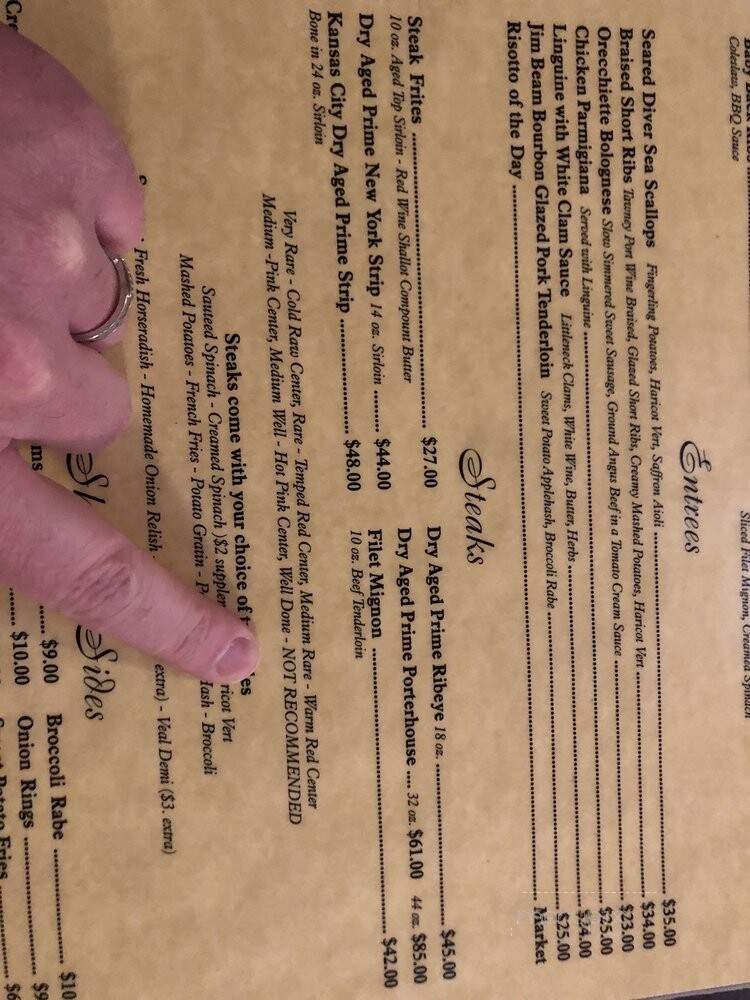 Coleslaw, BBQ Sauce
Sliced Filet Mignon, Creamed Spinach
Entrees
Seared Diver Sea Scallops Fingerling Potatoes, Haricot Vert, Saffron Aioli $35.00
Braised Short Ribs Tawney Port Wine Braised, Glazed Short Ribs, Creamy Mashed Potatoes, Haricot Vert $34.00
Orecchiette Bolognese Slow Simmered Sweet Sausage, Ground Angus Beef in a Tomato Cream Sauce $23.00
Chicken Parmigiana Served with Linguine $25.00
Linguine with White Clam Sauce Littleneck Clams, White Wine, Butter, Herbs $24.00
Jim Beam Bourbon Glazed Pork Tenderloin Sweet Potato Applehash, Broccoli Rabe $25.00
Risotto of the Day Market
Steaks
Steak Frites $27.00
10 oz. Aged Top Sirloin - Red Wine Shallot Compound Butter
Dry Aged Prime New York Strip 14 oz. Sirloin $44.00
Kansas City Dry Aged Prime Strip $48.00
Bone in 24 oz. Sirloin
Dry Aged Prime Ribeye 18 oz. $45.00
Dry Aged Prime Porterhouse .... 32 oz. $61.00 44 oz. $85.00
Filet Mignon $42.00
10 oz. Beef Tenderloin
Very Rare - Cold Raw Center, Rare - Temped Red Center, Medium Rare - Warm Red Center
Medium -Pink Center, Medium Well - Hot Pink Center, Well Done - NOT RECOMMENDED
Steaks come with your choice of
Sauteed Spinach - Creamed Spinach )$2 Vert
Mashed Potatoes - French Fries - Potato Gratin - Hash - Broccoli
Fresh Horseradish - Homemade Onion Relish - extra) - Veal Demi ($3. extra)
Sides
$9.00 Broccoli Rabe $10
$10.00 Onion Rings $9
Fries